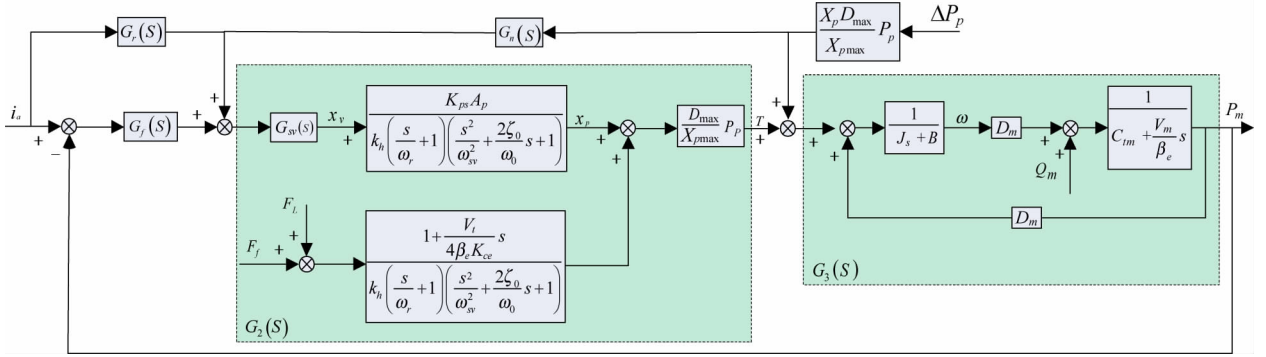 G_r(S)
G_n(S)
X_p D_max / X_pmax P_p
ΔP_p
i_a
+
−
G_f(S)
+
+
G_sv(s)
x_v
+
K_ps A_p / k_h (s/ω_r +1)(s²/ω_sv² + 2ζ_0/ω_0 s+1)
x_p
+
+
D_max / X_pmax P_P
T
+
+
+
+
1 / J_s + B
ω
D_m
+
+
Q_m
1 / C_tm + V_m/β_e s
P_m
D_m
G_3(S)
F_L
+
F_f
+
1+ V_t/4β_e K_ce s / k_h (s/ω_r +1)(s²/ω_sv² + 2ζ_0/ω_0 s+1)
G_2(S)